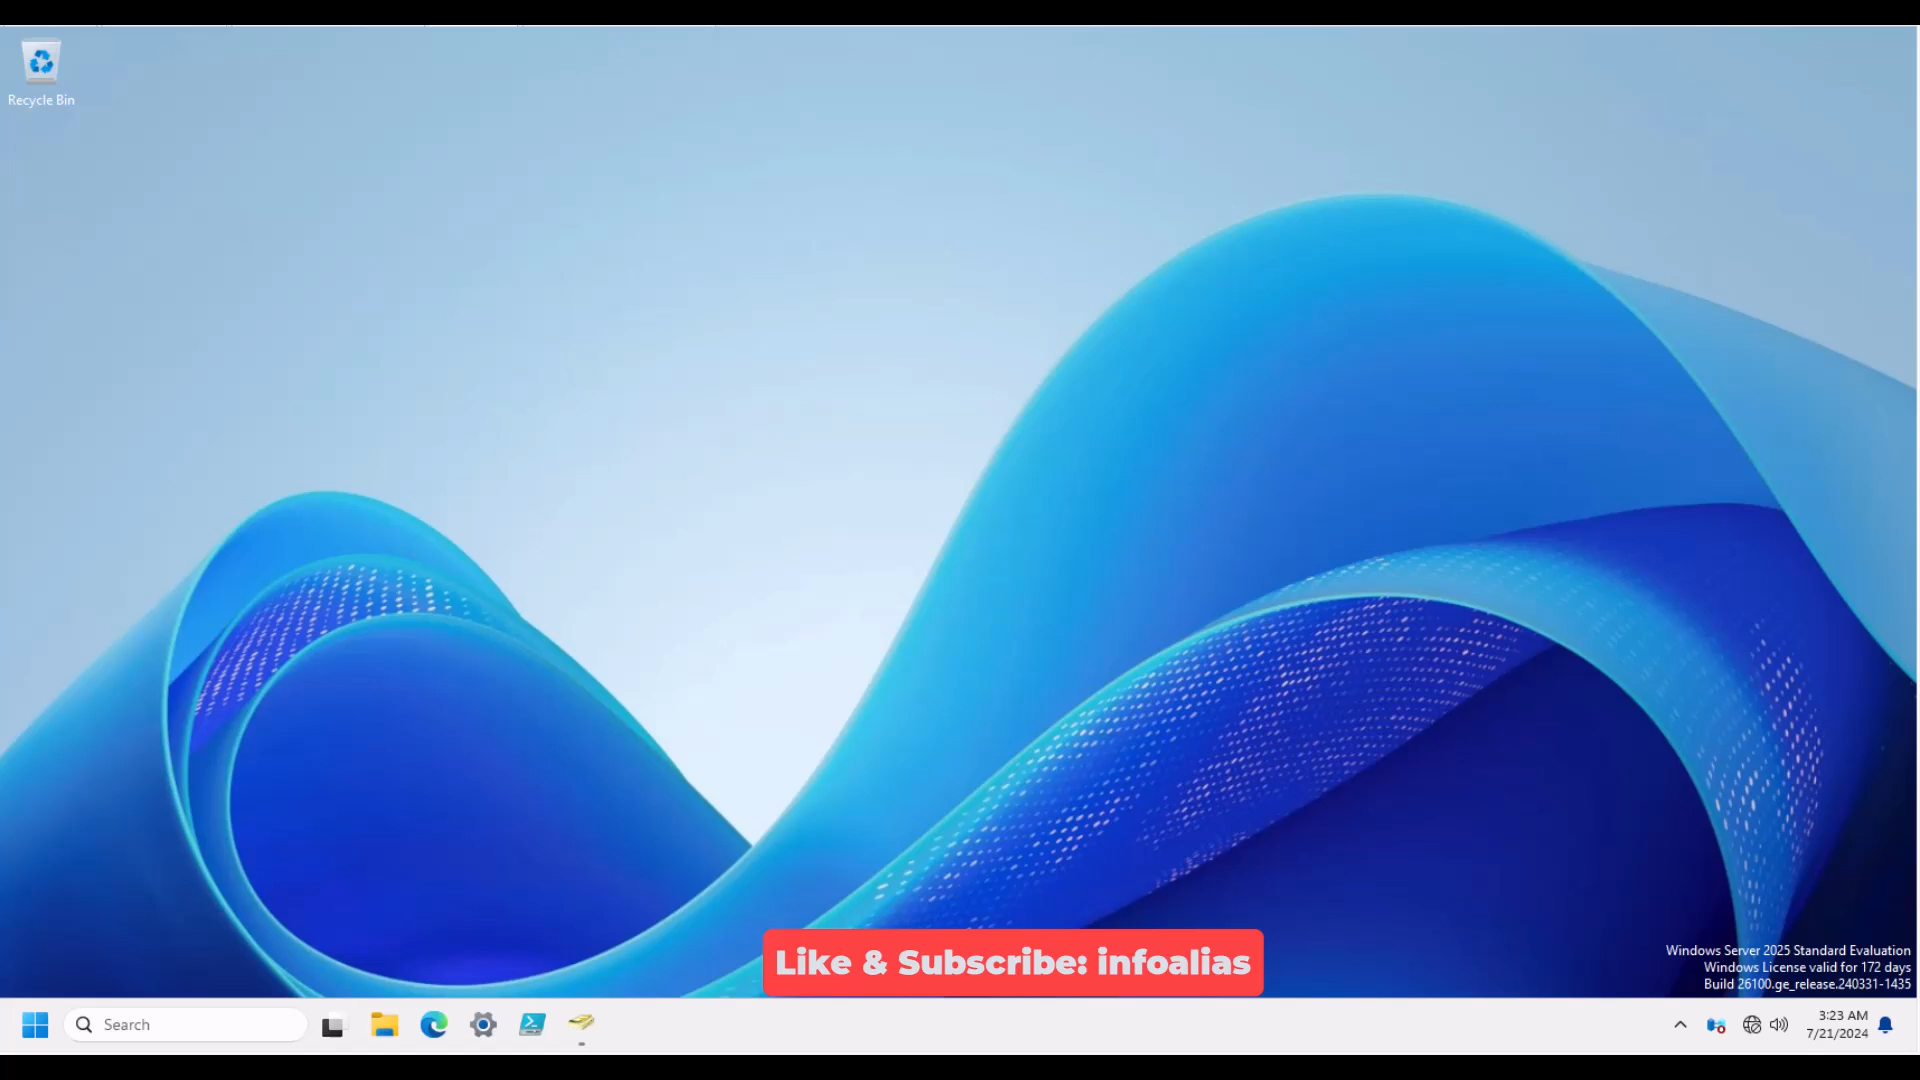 Recycle Bin
Like & Subscribe: infoalias
Windows Server 2025 Standard Evaluation
Windows License valid for 172 days
Build 26100.ge_release.240331-1435
Search
3:23 AM
7/21/2024